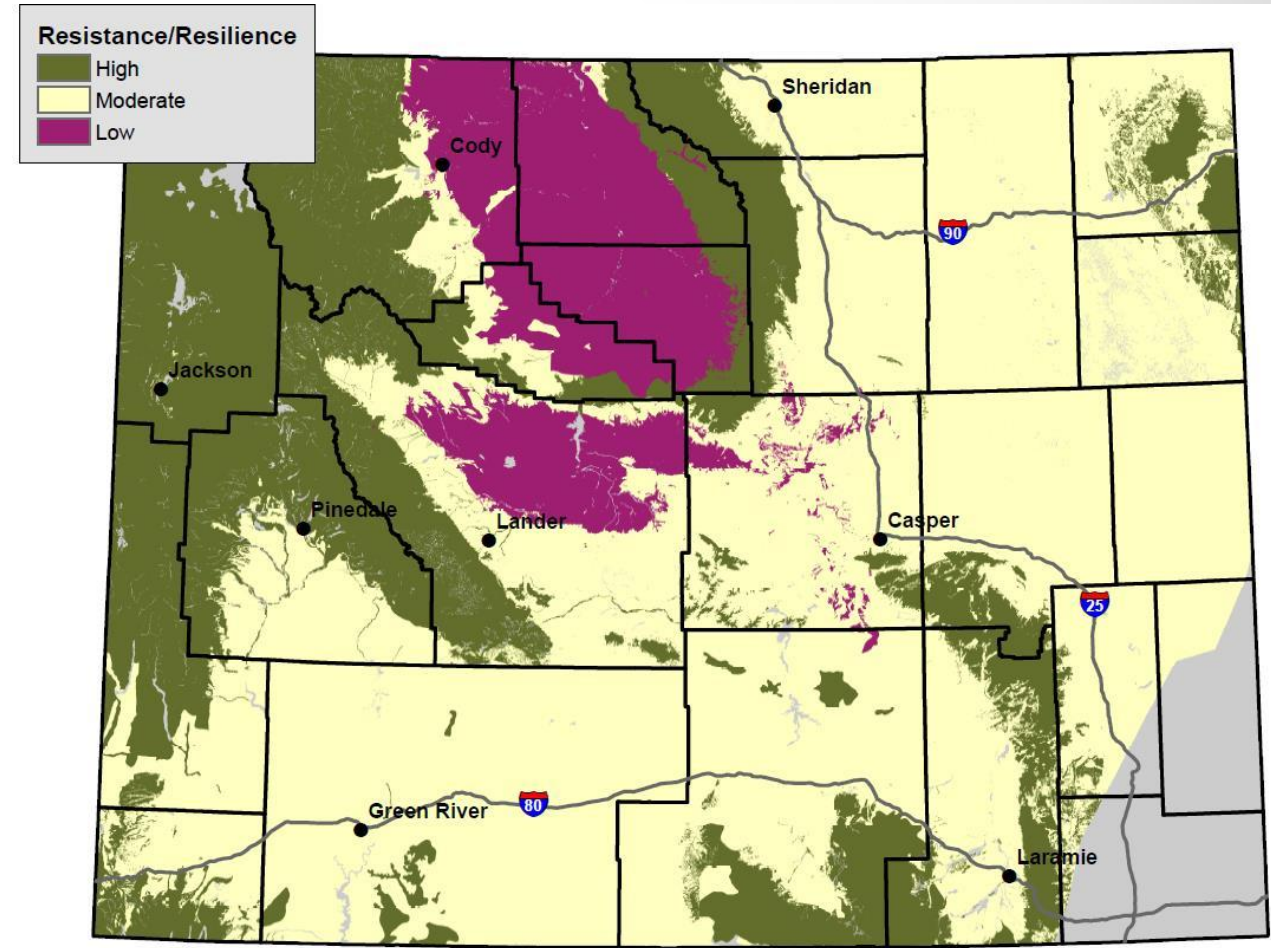 Resistance/Resilience
High
Moderate
Low
Sheridan
Cody
90
Jackson
Pinedale
Lander
Casper
25
Green River
80
Laramie